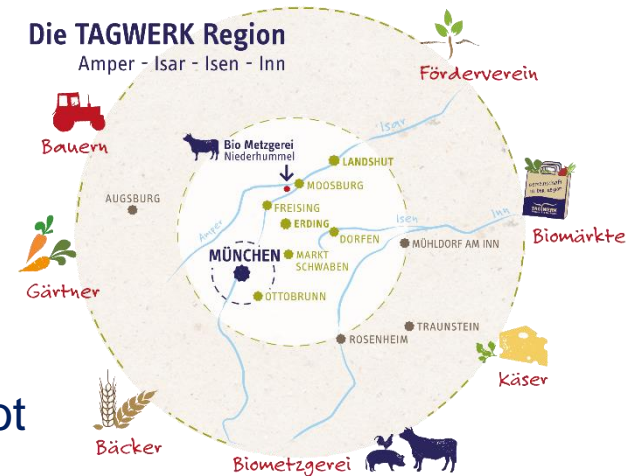 Die TAGWERK Region
Amper - Isar - Isen - Inn
Förderverein
Bauern
Bio Metzgerei
Niederhummel
Isar
LANDSHUT
MOOSBURG
AUGSBURG
FREISING
ERDING
Amper
Isen
Inn
DORFEN
MÜHLDORF AM INN
MÜNCHEN
MARKT
SCHWABEN
OTTOBRUNN
Biomärkte
Gärtner
TRAUNSTEIN
ROSENHEIM
Käser
Bäcker
Biometzgerei